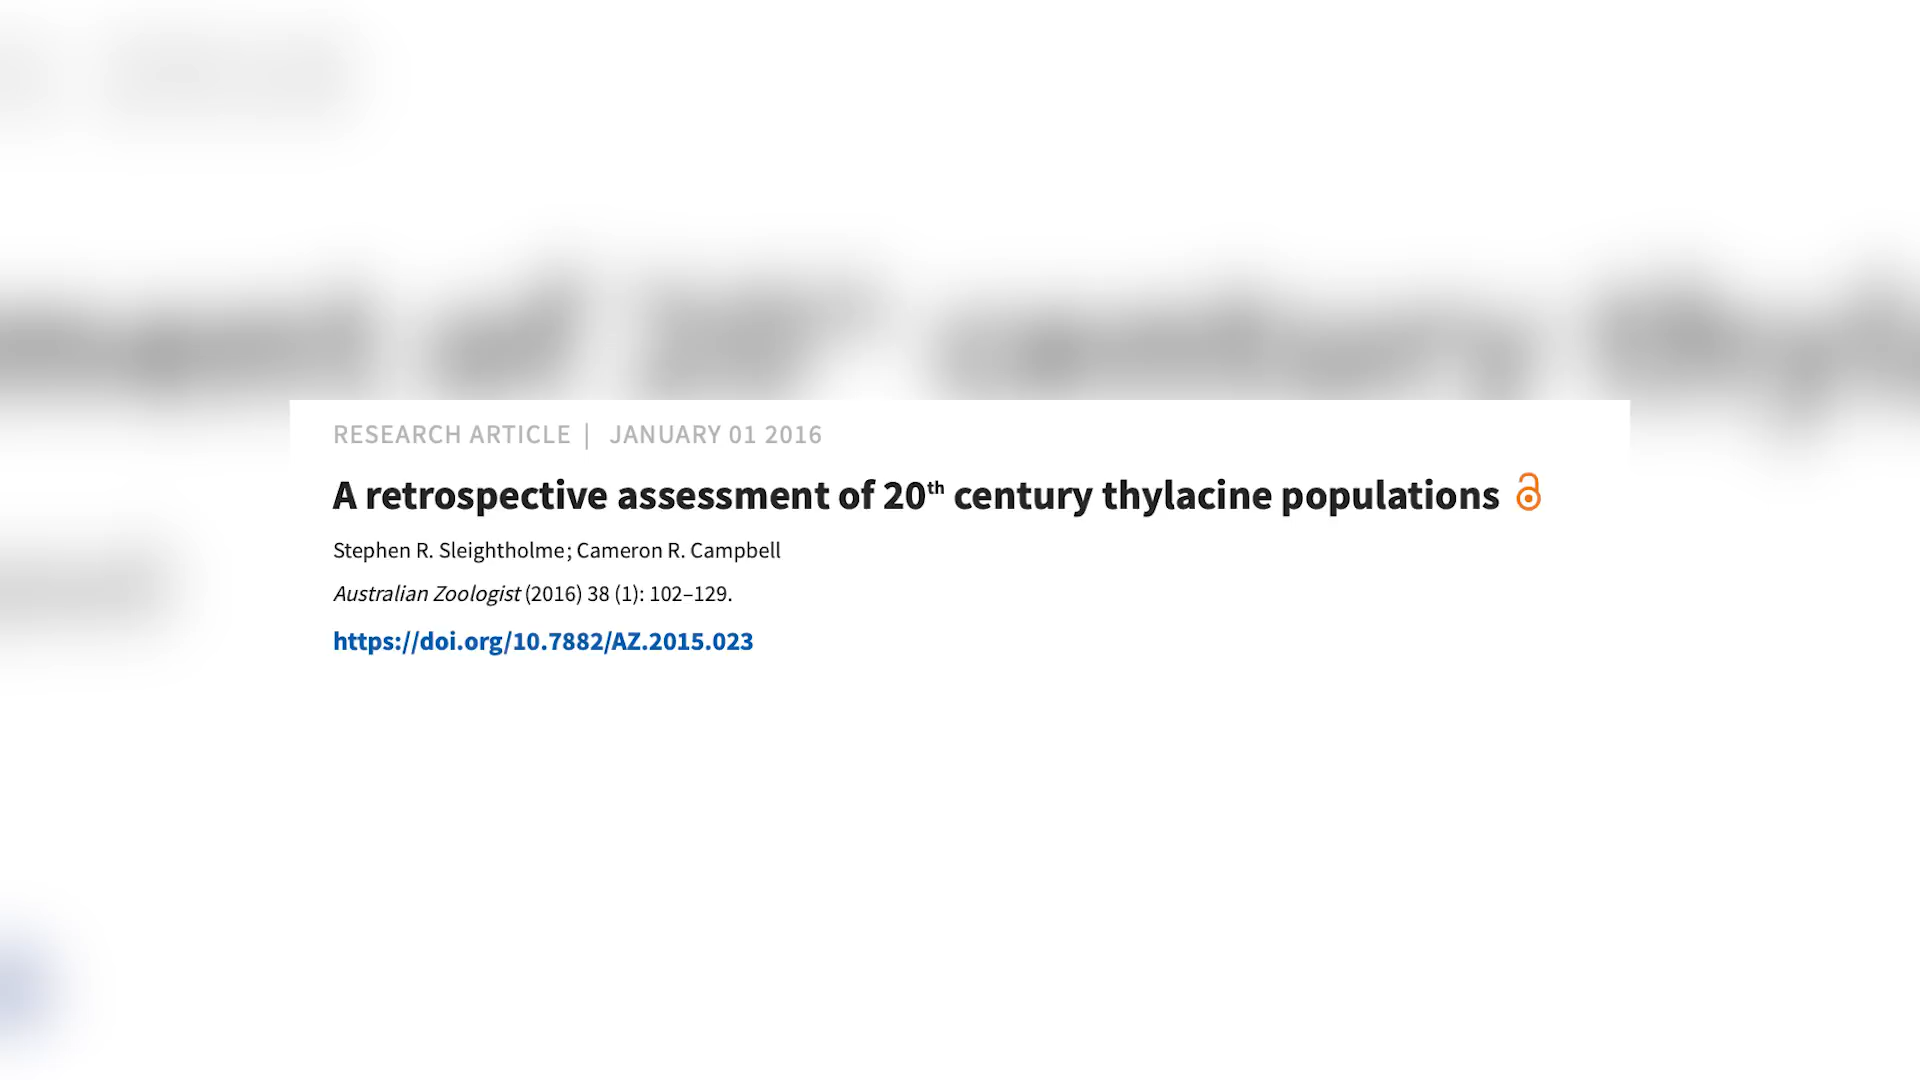 RESEARCH ARTICLE | JANUARY 01 2016
A retrospective assessment of 20th century thylacine populations
Stephen R. Sleightholme; Cameron R. Campbell
Australian Zoologist (2016) 38 (1): 102–129.
https://doi.org/10.7882/AZ.2015.023